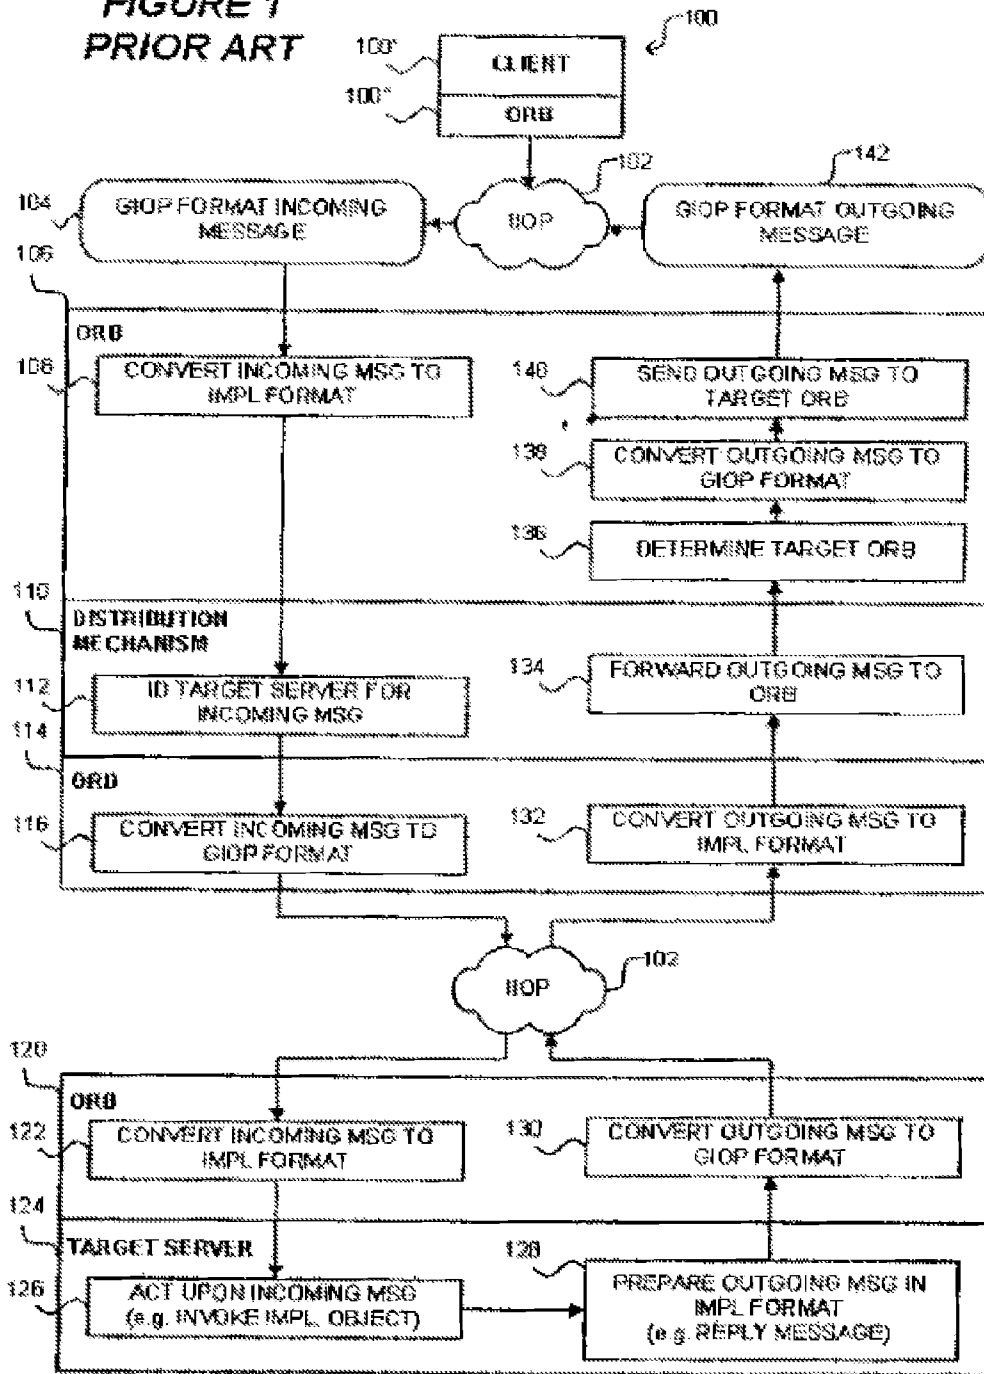 FIGURE 1
PRIOR ART
100
100'
CLIENT
100"
ORB
102
IIOP
142
104
GIOP FORMAT INCOMING
MESSAGE
GIOP FORMAT OUTGOING
MESSAGE
106
ORB
108
CONVERT INCOMING MSG TO
IMPL FORMAT
140
SEND OUTGOING MSG TO
TARGET ORB
138
CONVERT OUTGOING MSG TO
GIOP FORMAT
136
DETERMINE TARGET ORB
110
DISTRIBUTION
MECHANISM
112
ID TARGET SERVER FOR
INCOMING MSG
134
FORWARD OUTGOING MSG TO
ORB
114
ORB
116
CONVERT INCOMING MSG TO
GIOP FORMAT
132
CONVERT OUTGOING MSG TO
IMPL FORMAT
IIOP
102
120
ORB
122
CONVERT INCOMING MSG TO
IMPL FORMAT
130
CONVERT OUTGOING MSG TO
GIOP FORMAT
124
TARGET SERVER
126
ACT UPON INCOMING MSG
(e.g. INVOKE IMPL. OBJECT)
128
PREPARE OUTGOING MSG IN
IMPL FORMAT
(e.g. REPLY MESSAGE)